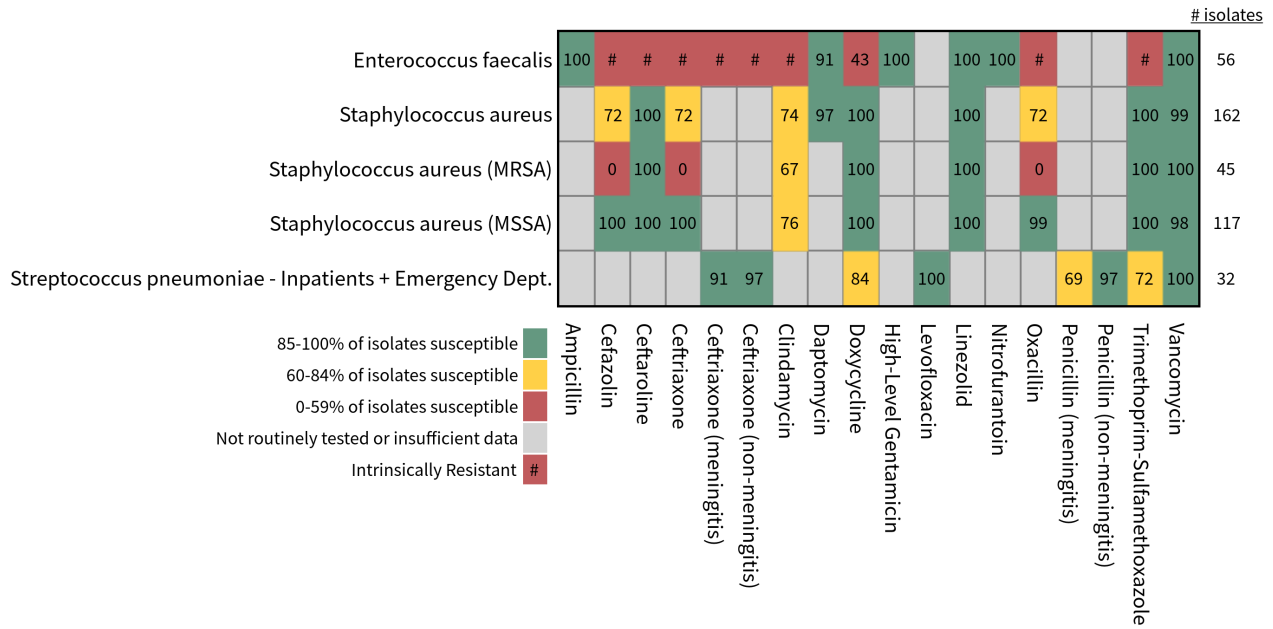 # isolates
Enterococcus faecalis 100 # # # # # # 91 43 100 100 100 # # 100 56
Staphylococcus aureus 72 100 72 74 97 100 100 72 100 99 162
Staphylococcus aureus (MRSA) 0 100 0 67 100 100 0 100 100 45
Staphylococcus aureus (MSSA) 100 100 100 76 100 100 99 100 98 117
Streptococcus pneumoniae - Inpatients + Emergency Dept. 91 97 84 100 69 97 72 100 32
85-100% of isolates susceptible
60-84% of isolates susceptible
0-59% of isolates susceptible
Not routinely tested or insufficient data
Intrinsically Resistant #
Ampicillin
Cefazolin
Ceftaroline
Ceftriaxone
Ceftriaxone (meningitis)
Ceftriaxone (non-meningitis)
Clindamycin
Daptomycin
Doxycycline
High-Level Gentamicin
Levofloxacin
Linezolid
Nitrofurantoin
Oxacillin
Penicillin (meningitis)
Penicillin (non-meningitis)
Trimethoprim-Sulfamethoxazole
Vancomycin